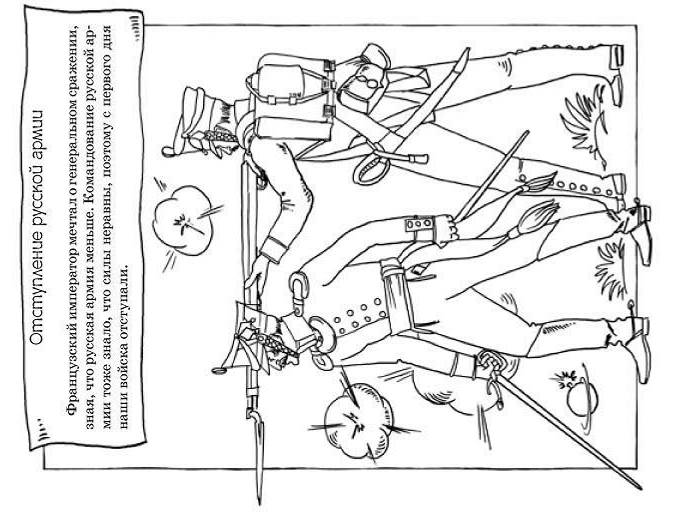 Отступление русской армии
Французский император мечтал о генеральном сражении,
зная, что русская армия меньше. Командование русской ар-
мии тоже знало, что силы неравны, поэтому с первого дня
наши войска отступали.